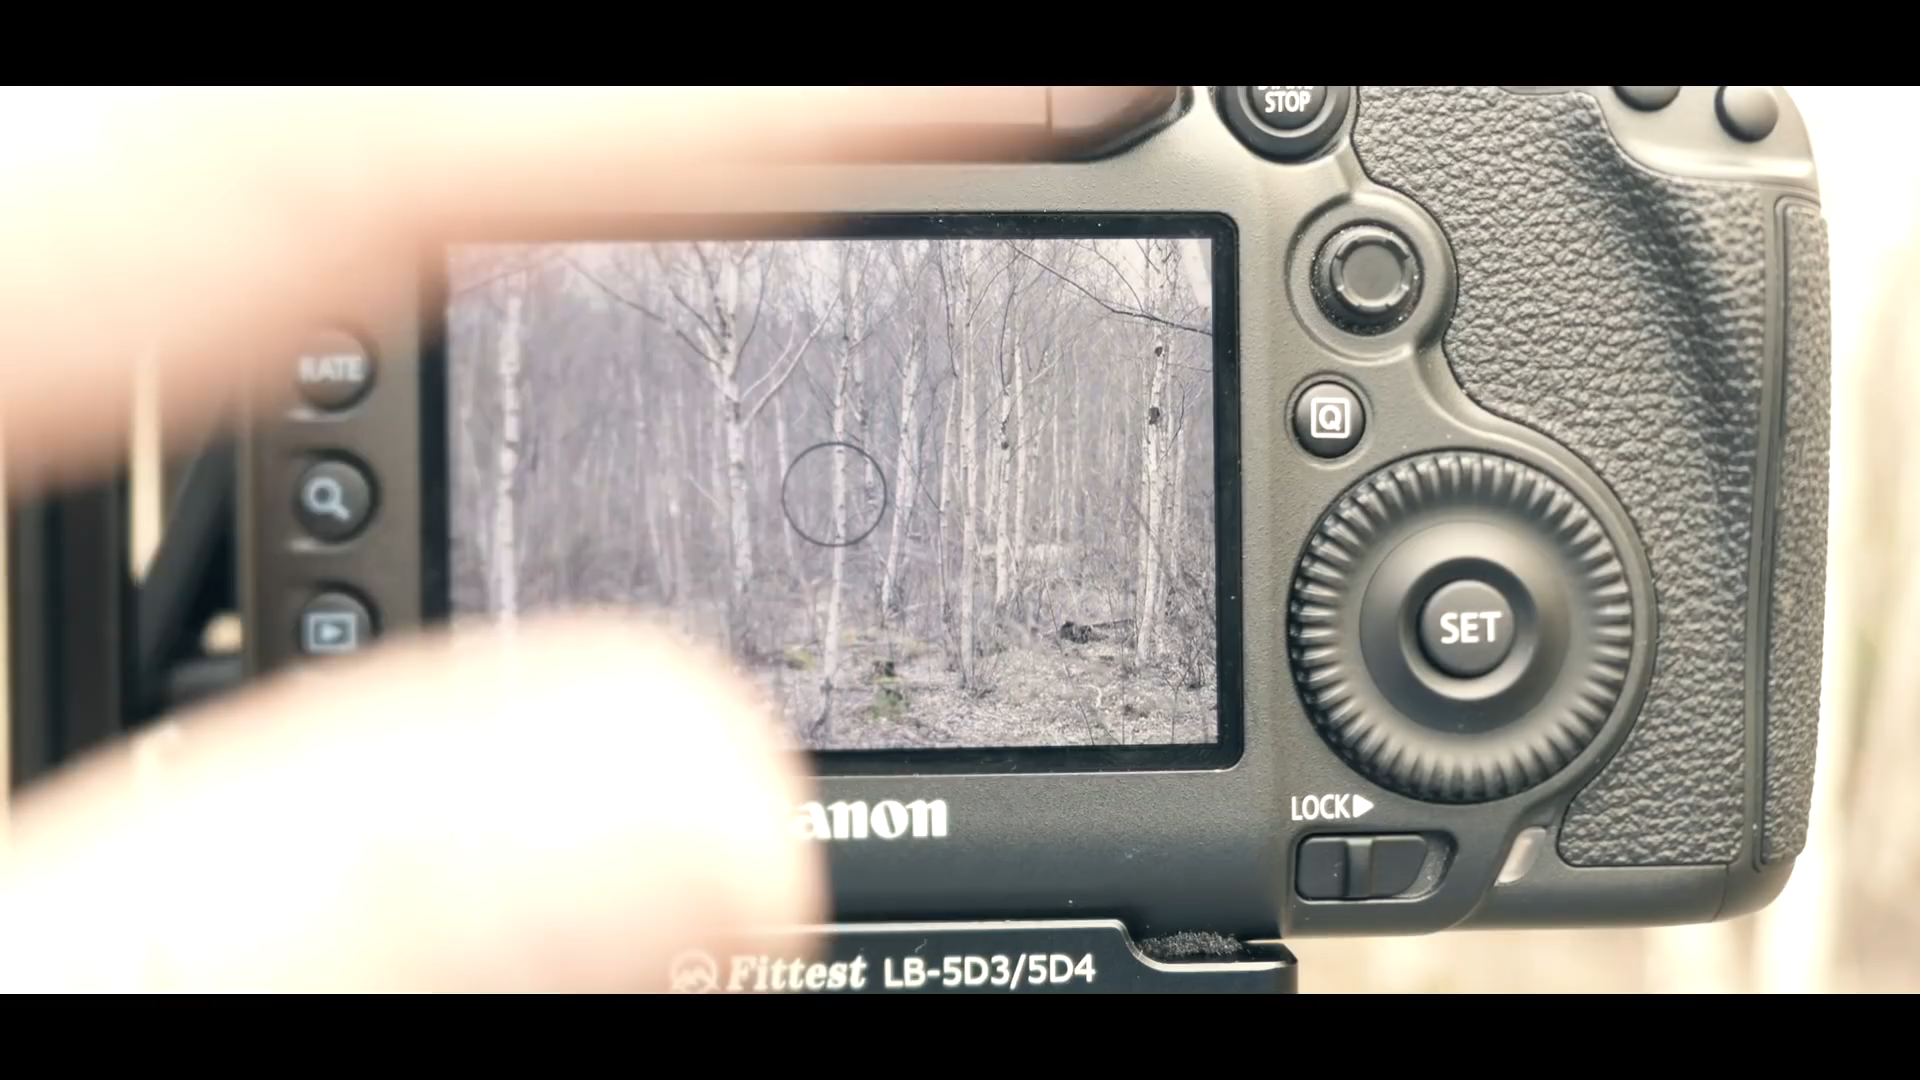 STOP
RATE
Q
SET
LOCK
anon
Fittest LB-5D3/5D4